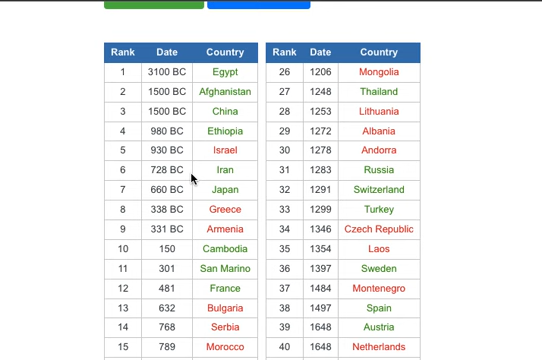 Rank Date Country Rank Date Country
1 3100 BC Egypt 26 1206 Mongolia
2 1500 BC Afghanistan 27 1248 Thailand
3 1500 BC China 28 1253 Lithuania
4 980 BC Ethiopia 29 1272 Albania
5 930 BC Israel 30 1278 Andorra
6 728 BC Iran 31 1283 Russia
7 660 BC Japan 32 1291 Switzerland
8 338 BC Greece 33 1299 Turkey
9 331 BC Armenia 34 1346 Czech Republic
10 150 Cambodia 35 1354 Laos
11 301 San Marino 36 1397 Sweden
12 481 France 37 1484 Montenegro
13 632 Bulgaria 38 1497 Spain
14 768 Serbia 39 1648 Austria
15 789 Morocco 40 1648 Netherlands